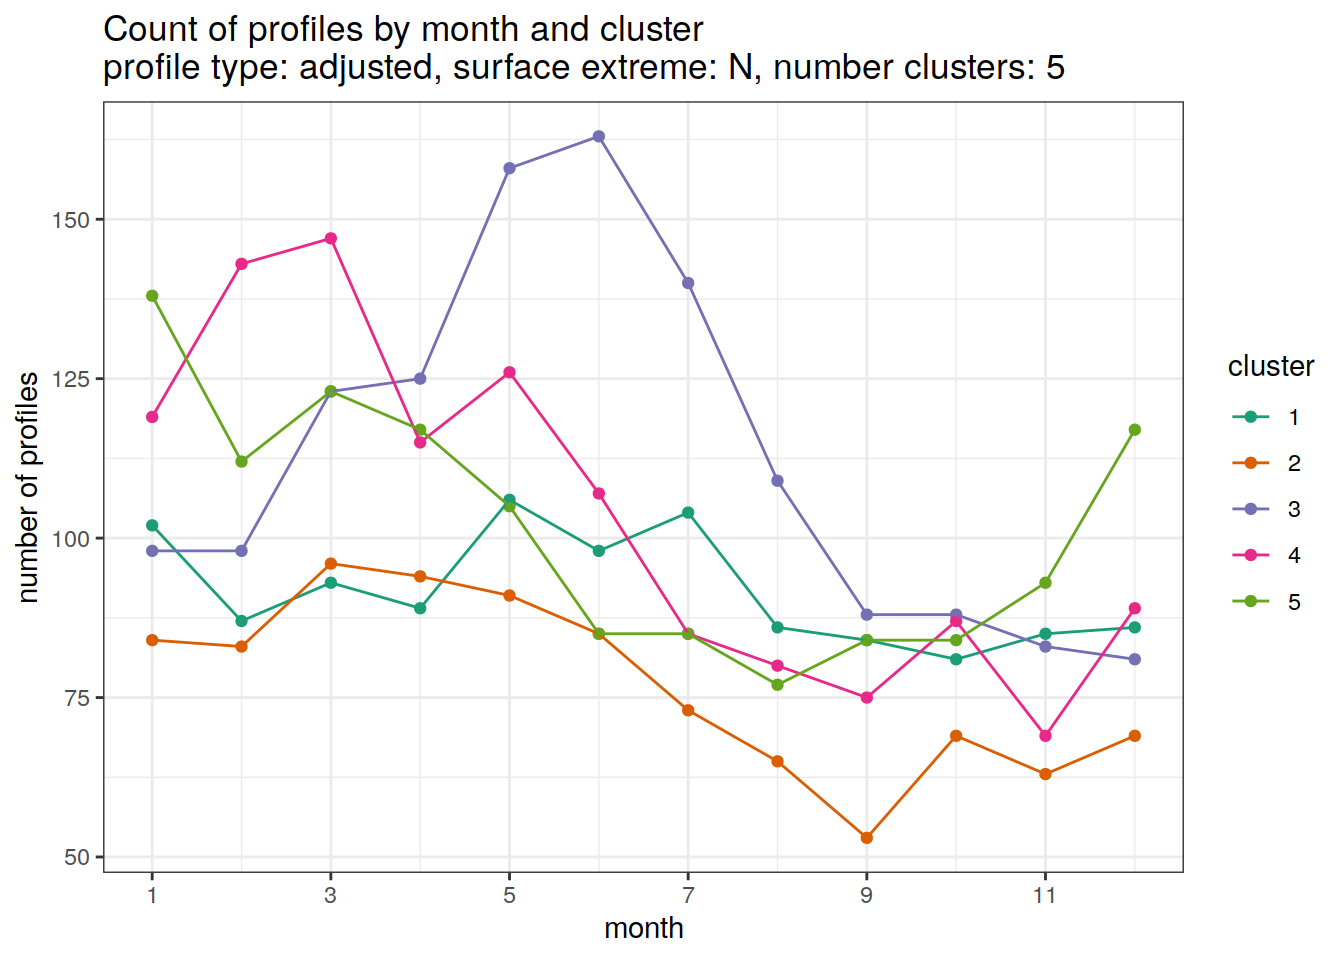 Count of profiles by month and cluster
profile type: adjusted, surface extreme: N, number clusters: 5
number of profiles
150
125
100
75
50
1 3 5 7 9 11
month
cluster
1
2
3
4
5